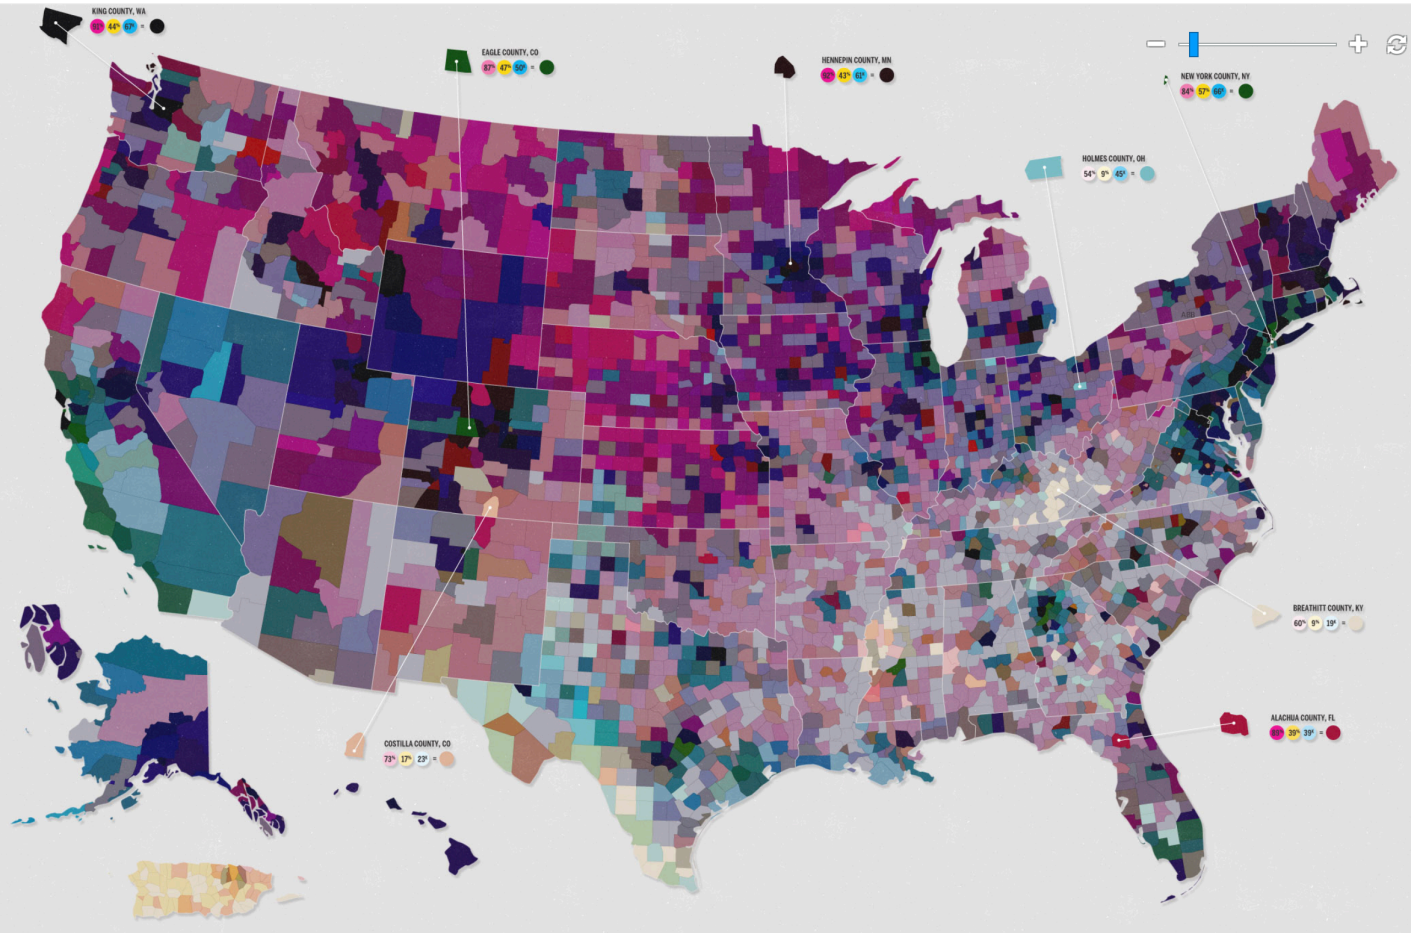 KING COUNTY, WA
44% 67$ =
EAGLE COUNTY, CO
87% 47% 50$ =
HENNEPIN COUNTY, MN
43% 61$ =
NEW YORK COUNTY, NY
84% 57% 66$ =
HOLMES COUNTY, OH
54% 9% 45$ =
BREATHITT COUNTY, KY
60% 9% 19$ =
ALACHUA COUNTY, FL
39% 39$ =
COSTILLA COUNTY, CO
73% 17% 23$ =